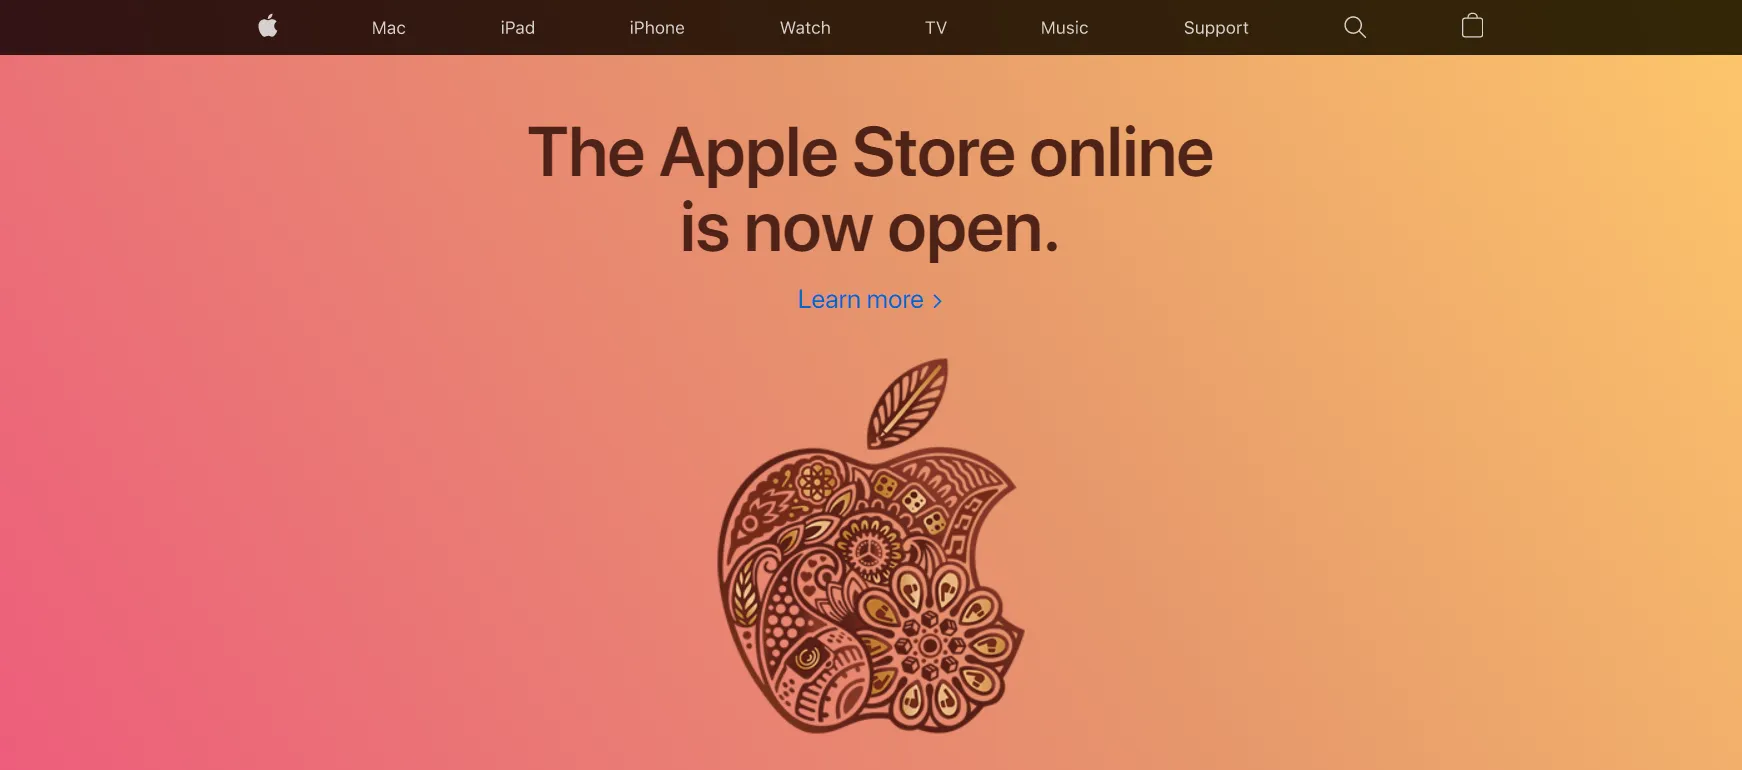 Mac iPad iPhone Watch TV Music Support
The Apple Store online
is now open.
Learn more >